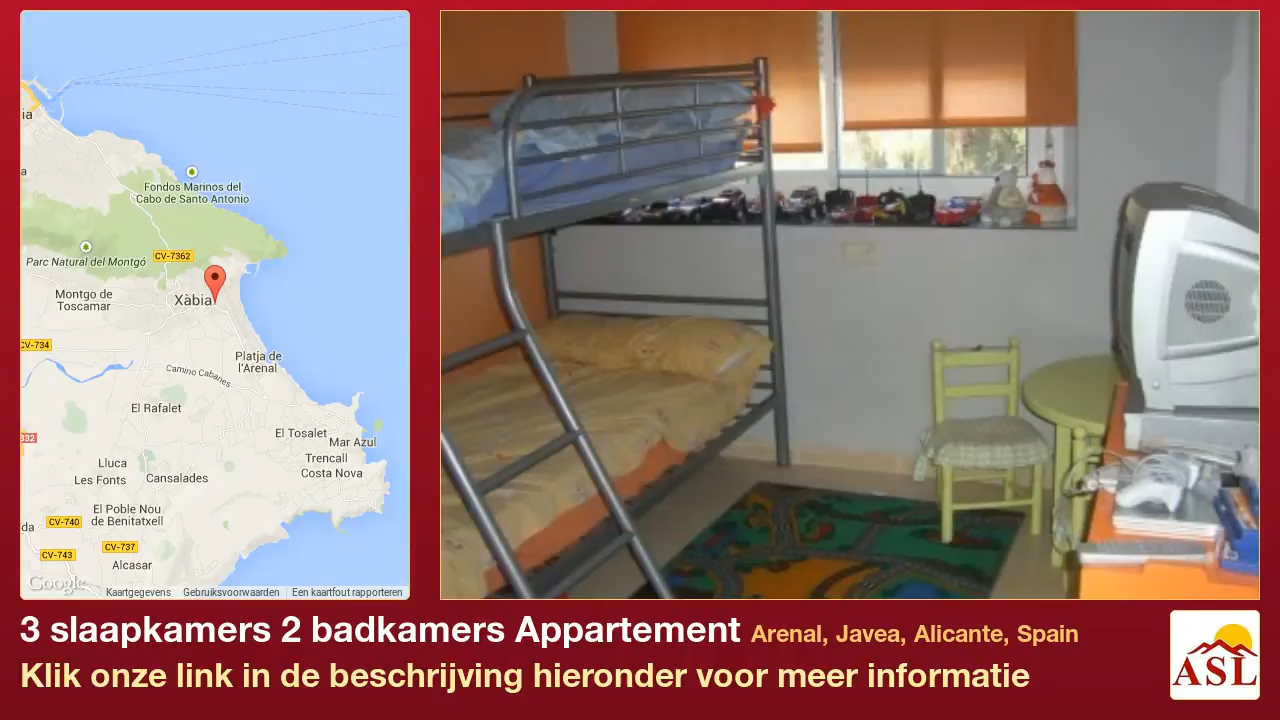 ia
a
Fondos Marinos del
Cabo de Santo Antonio
CV-7362
Parc Natural del Montgó
Montgo de
Toscamar
Xàbia
CV-734
Platja de
l'Arenal
Camino Cabanes
El Rafalet
332
El Tosalet
Mar Azul
Trencall
Costa Nova
Lluca
Les Fonts
Cansalades
El Poble Nou
de Benitatxell
da
CV-740
CV-737
CV-743
Alcasar
Google
Kaartgegevens Gebruiksvoorwaarden Een kaartfout rapporteren
3 slaapkamers 2 badkamers Appartement Arenal, Javea, Alicante, Spain
Klik onze link in de beschrijving hieronder voor meer informatie
ASL